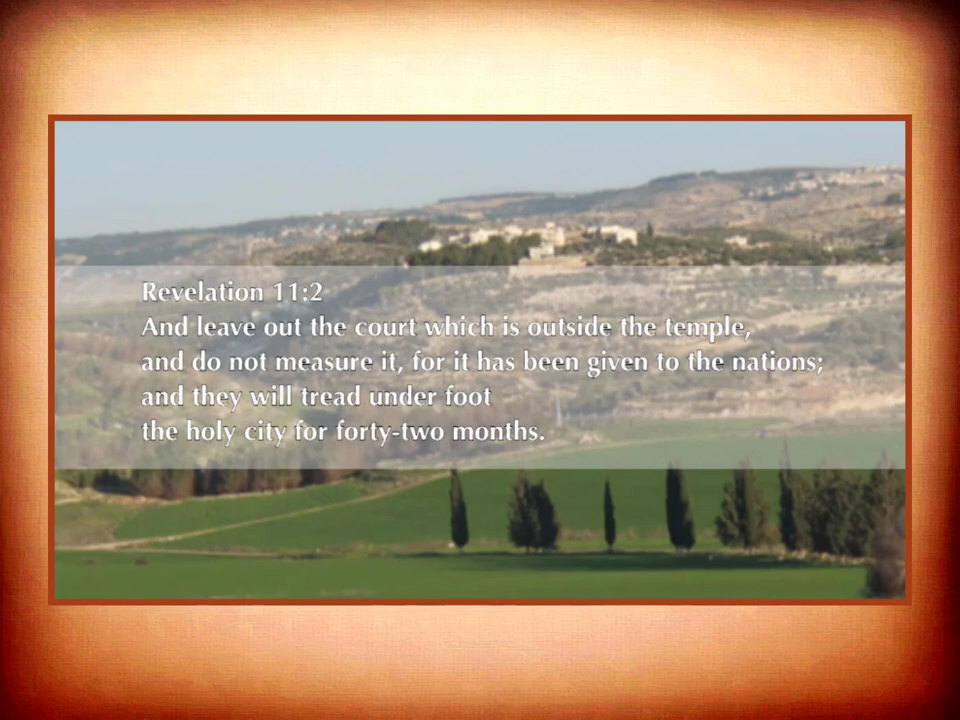 Revelation 11:2
And leave out the court which is outside the temple,
and do not measure it, for it has been given to the nations;
and they will tread under foot
the holy city for forty-two months.